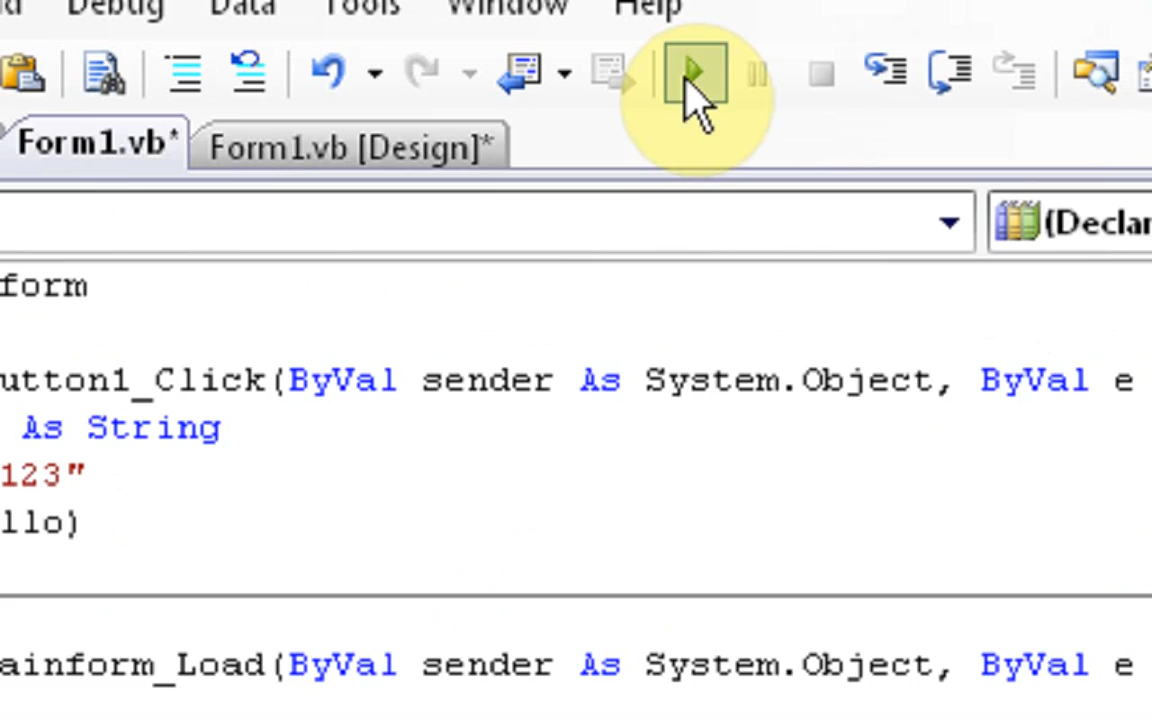 Debug Data Tools Window Help
Form1.vb* Form1.vb [Design]*
(Declar
form
utton1_Click(ByVal sender As System.Object, ByVal e
As String
123"
llo)
ainform_Load(ByVal sender As System.Object, ByVal e